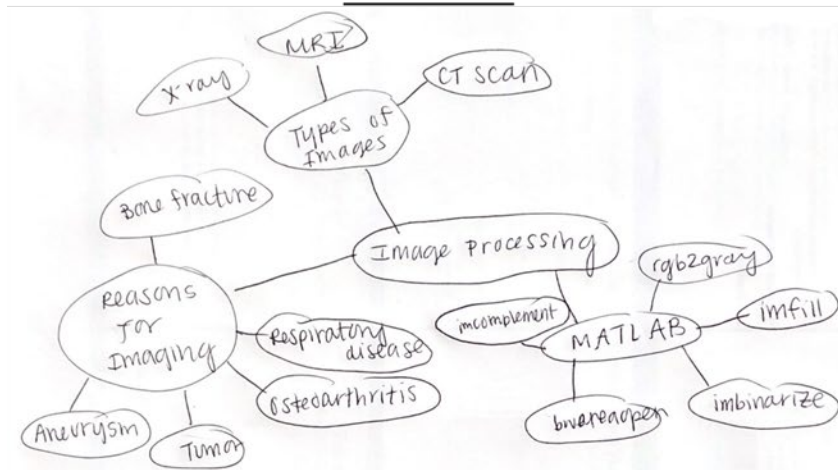 MRI
X-ray
CT scan
Types of
Images
Bone fracture
Image Processing
rgb2gray
Reasons
for
Imaging
imcomplement
imfill
MATLAB
Respiratory
disease
Osteoarthritis
imbinarize
bwareaopen
Aneurysm
Tumor